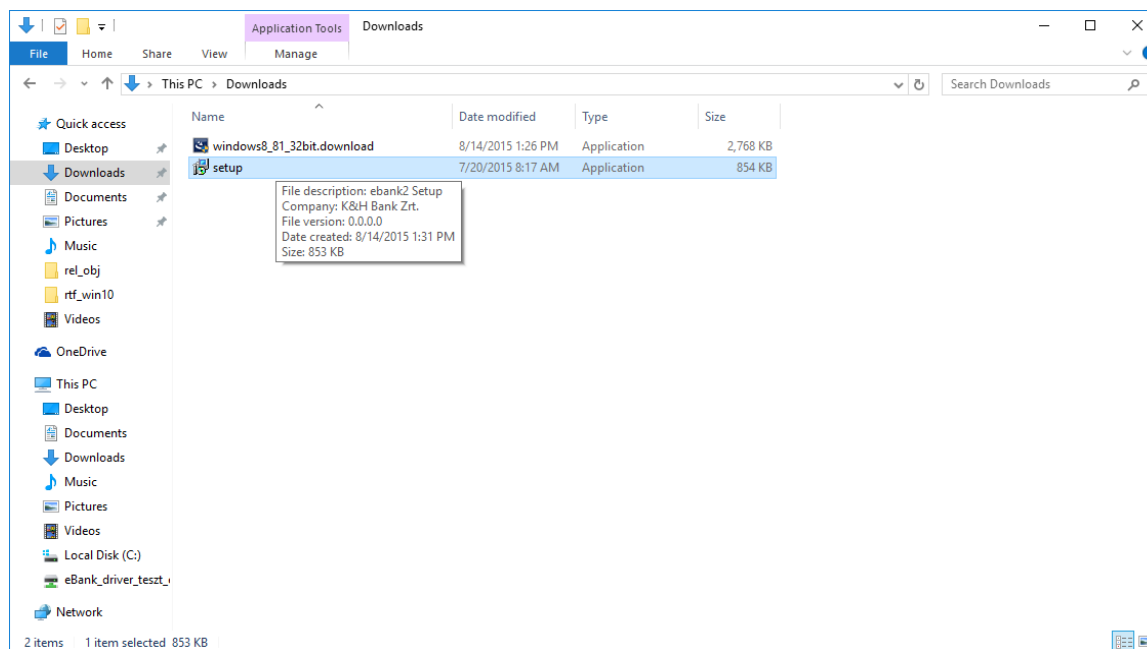 Application Tools Downloads
File Home Share View Manage
This PC > Downloads Search Downloads
Name Date modified Type Size
windows8_81_32bit.download 8/14/2015 1:26 PM Application 2,768 KB
setup 7/20/2015 8:17 AM Application 854 KB
File description: ebank2 Setup
Company: K&H Bank Zrt.
File version: 0.0.0.0
Date created: 8/14/2015 1:31 PM
Size: 853 KB
Quick access
Desktop
Downloads
Documents
Pictures
Music
rel_obj
rtf_win10
Videos
OneDrive
This PC
Desktop
Documents
Downloads
Music
Pictures
Videos
Local Disk (C:)
eBank_driver_teszt_
Network
2 items 1 item selected 853 KB